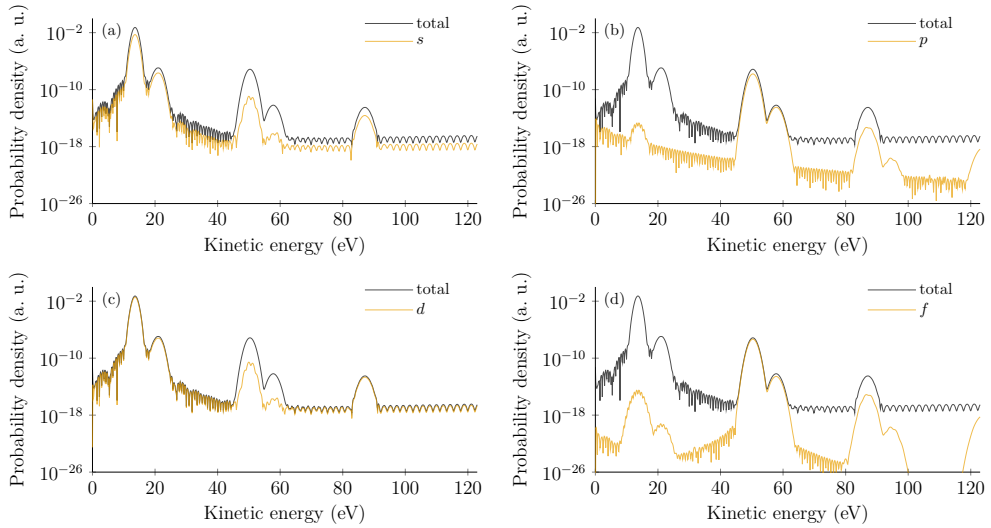 (a)
total
s
10⁻²
10⁻¹⁰
10⁻¹⁸
10⁻²⁶
Probability density (a. u.)
0 20 40 60 80 100 120
Kinetic energy (eV)
(b)
total
p
10⁻²
10⁻¹⁰
10⁻¹⁸
10⁻²⁶
Probability density (a. u.)
0 20 40 60 80 100 120
Kinetic energy (eV)
(c)
total
d
10⁻²
10⁻¹⁰
10⁻¹⁸
10⁻²⁶
Probability density (a. u.)
0 20 40 60 80 100 120
Kinetic energy (eV)
(d)
total
f
10⁻²
10⁻¹⁰
10⁻¹⁸
10⁻²⁶
Probability density (a. u.)
0 20 40 60 80 100 120
Kinetic energy (eV)